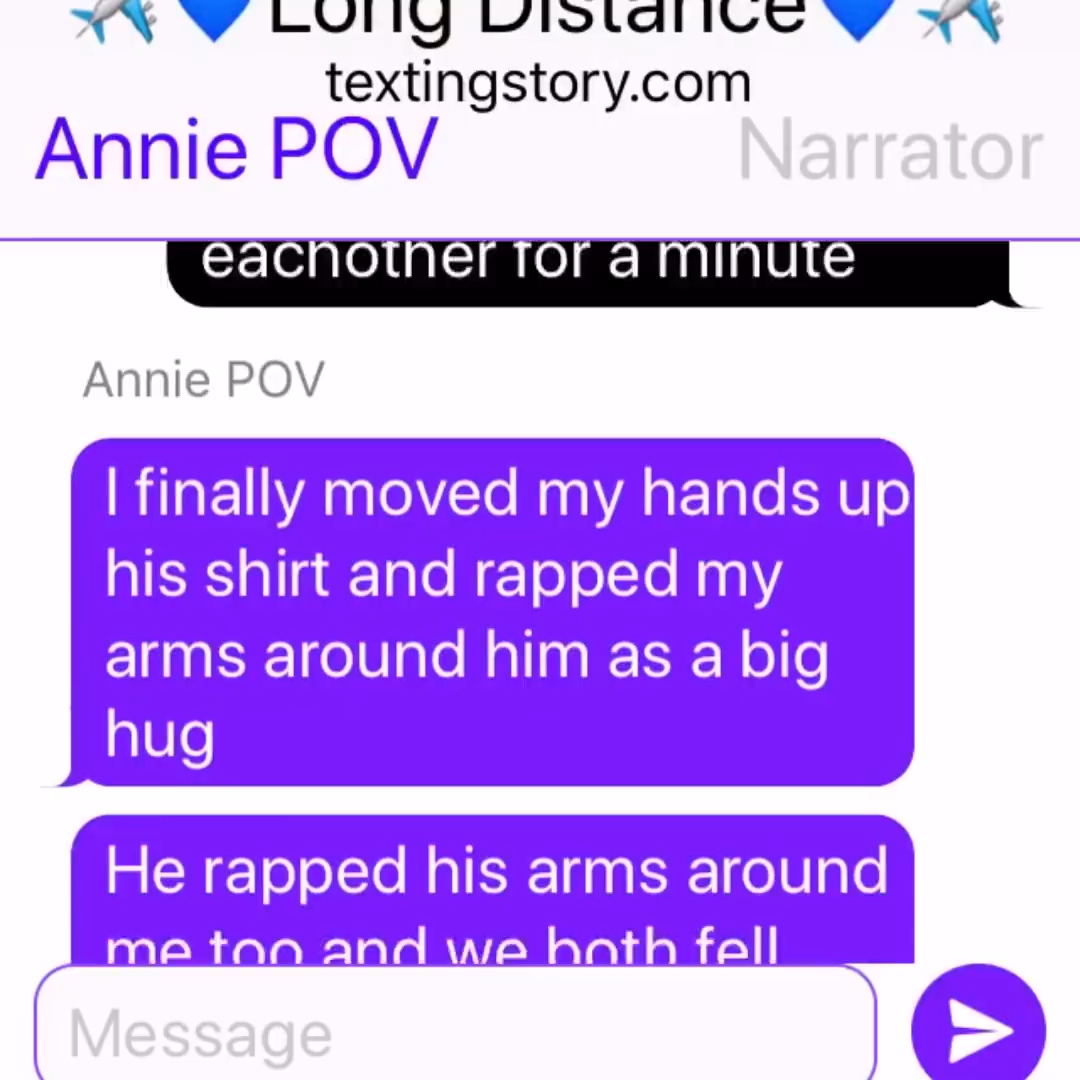 Long Distance
textingstory.com
Annie POV Narrator
eachother for a minute
Annie POV
I finally moved my hands up
his shirt and rapped my
arms around him as a big
hug
He rapped his arms around
me too and we both fell
Message